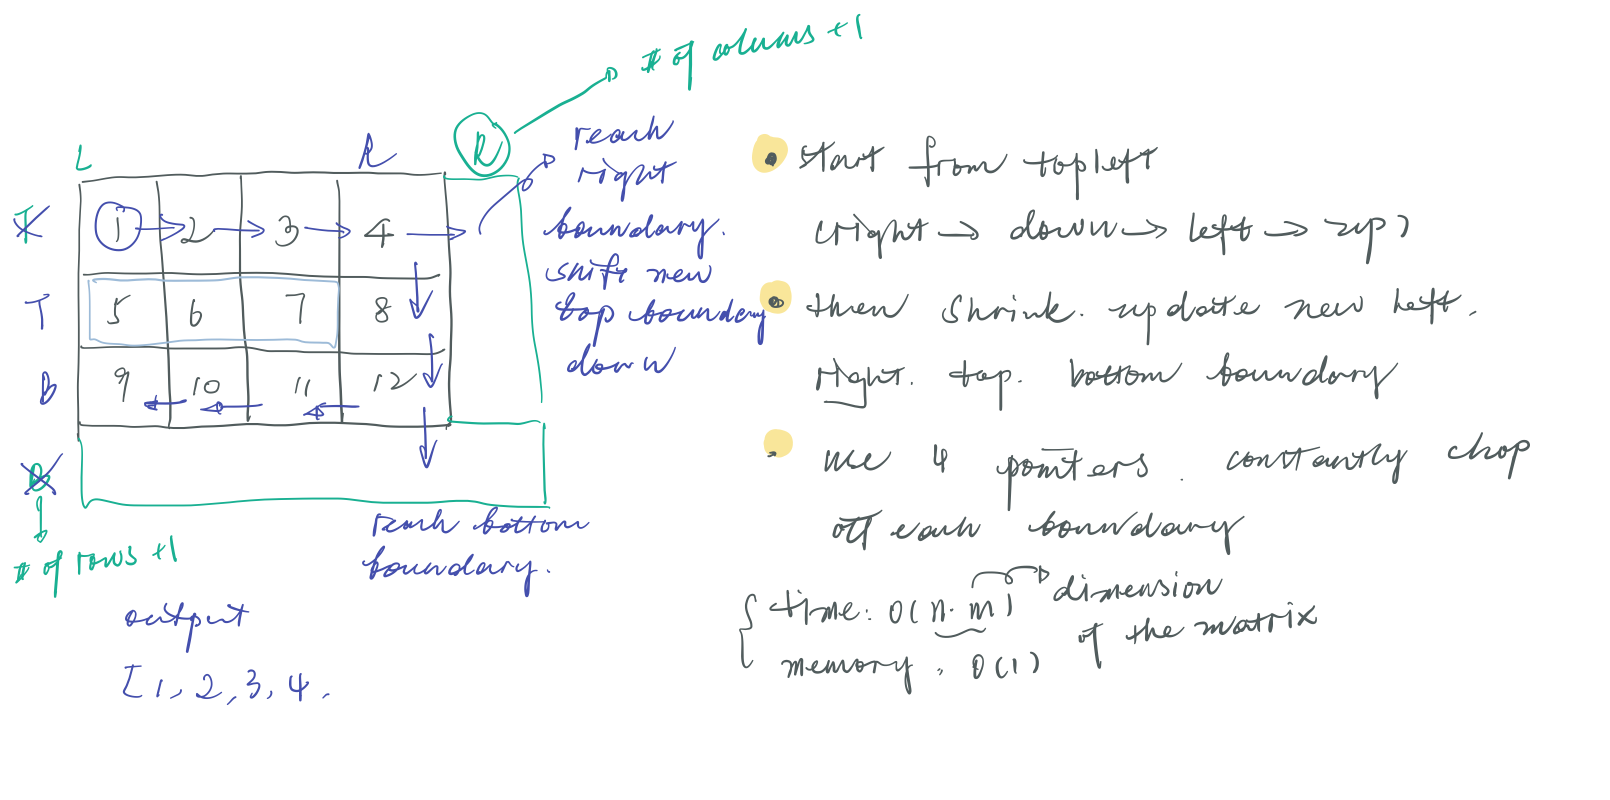 # of columns +1
L
R
R
reach
right
boundary.
shift new
top boundary
down
T
1 2 3 4
T
5 6 7 8
B
9 10 11 12
B
# of rows +1
reach bottom
boundary.
output
[1, 2, 3, 4,
• start from top left
(right → down → left → up)
• then shrink. update new left.
right. top. bottom boundary
• use 4 pointers. constantly chop
off each boundary
time: O(n·m) → dimension
of the matrix
memory: O(1)